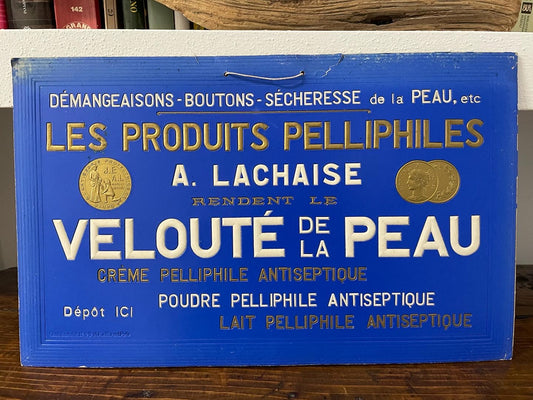 142
DÉMANGEAISONS - BOUTONS - SÉCHERESSE de la PEAU, etc
LES PRODUITS PELLIPHILES
A. LACHAISE
RENDENT LE
VELOUTÉ DE LA PEAU
CRÈME PELLIPHILE ANTISEPTIQUE
POUDRE PELLIPHILE ANTISEPTIQUE
Dépôt ICI
LAIT PELLIPHILE ANTISEPTIQUE